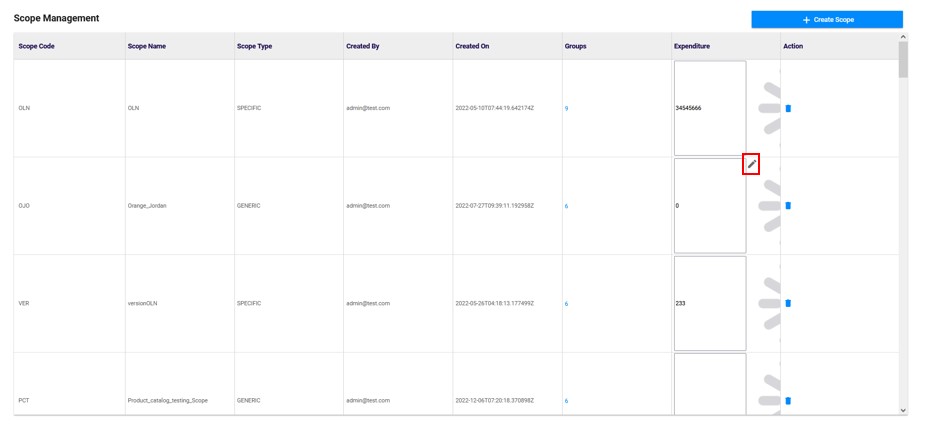 Scope Management
+ Create Scope
Scope Code Scope Name Scope Type Created By Created On Groups Expenditure Action
OLN OLN SPECIFIC admin@test.com 2022-05-10T07:44:19.642174Z 9 34545666
OJO Orange_Jordan GENERIC admin@test.com 2022-07-27T09:39:11.192958Z 6 0
VER versionOLN SPECIFIC admin@test.com 2022-05-26T04:18:13.177499Z 6 233
PCT Product_catalog_testing_Scope GENERIC admin@test.com 2022-12-06T07:20:18.370898Z 6